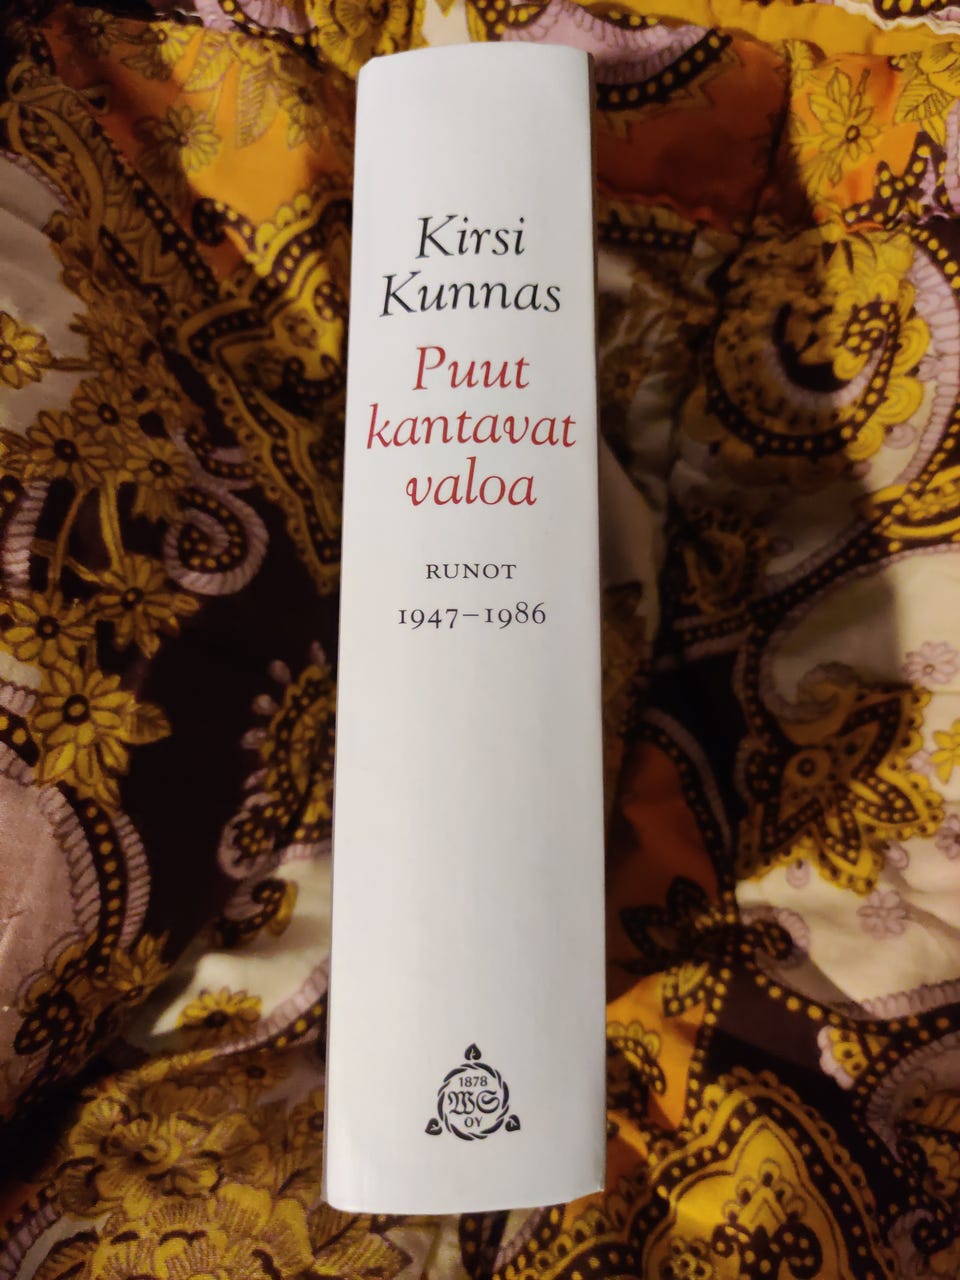 Kirsi
Kunnas
Puut
kantavat
valoa
RUNOT
1947–1986
1878
WS
OY